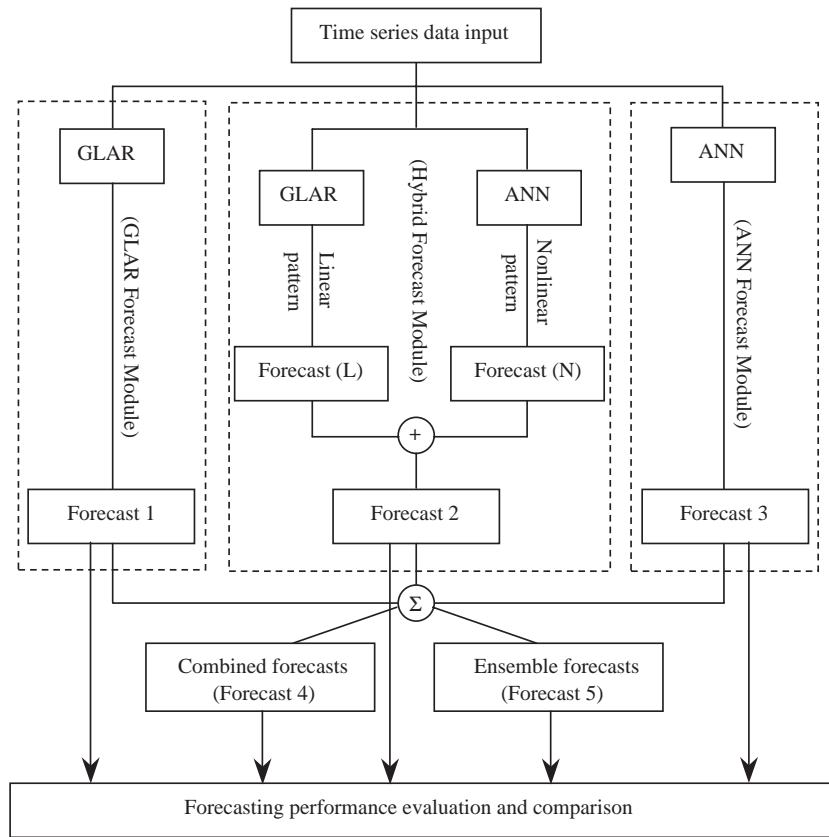 Time series data input
GLAR
(GLAR Forecast Module)
Forecast 1
GLAR
Linear
pattern
Forecast (L)
(Hybrid Forecast Module)
ANN
Nonlinear
pattern
Forecast (N)
+
Forecast 2
ANN
(ANN Forecast Module)
Forecast 3
Σ
Combined forecasts
(Forecast 4)
Ensemble forecasts
(Forecast 5)
Forecasting performance evaluation and comparison